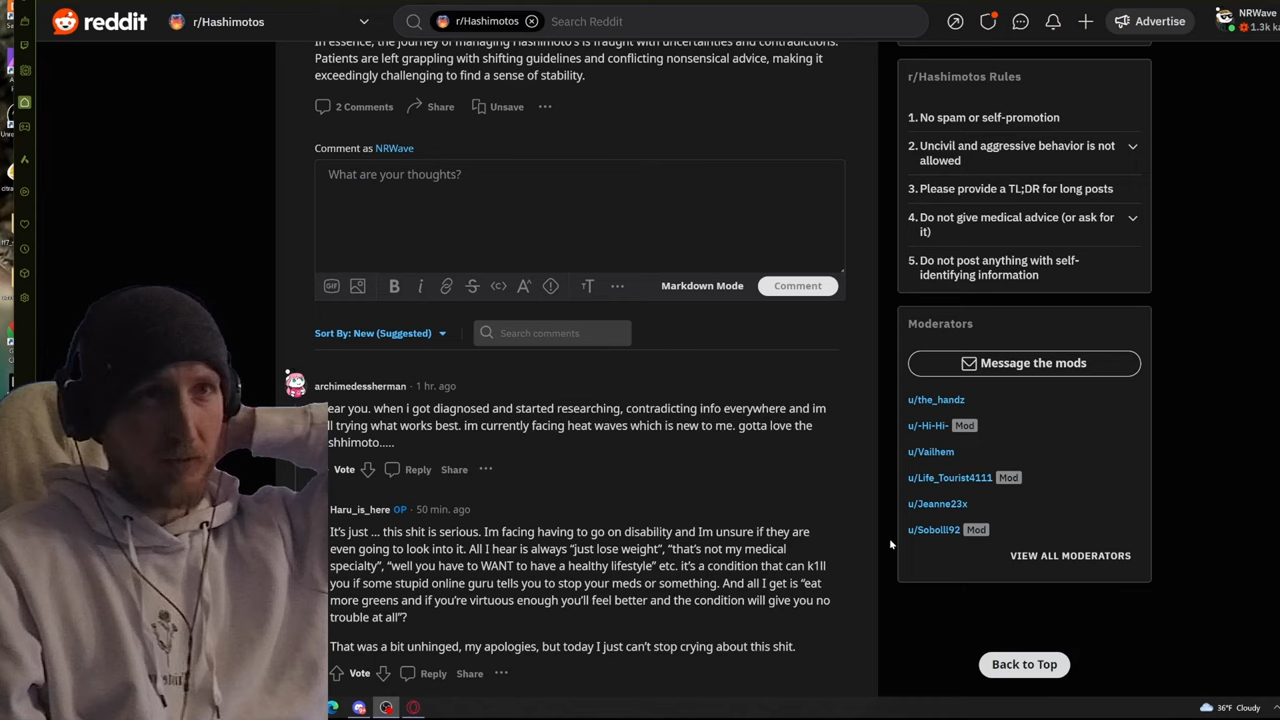 reddit
r/Hashimotos
r/Hashimotos
Search Reddit
Advertise
NRWave
1.3k ka
In essence, the journey of managing Hashimoto's is fraught with uncertainties and contradictions.
Patients are left grappling with shifting guidelines and conflicting nonsensical advice, making it
exceedingly challenging to find a sense of stability.
2 Comments
Share
Unsave
Comment as NRWave
What are your thoughts?
GIF
Markdown Mode
Comment
Sort By: New (Suggested)
Search comments
archimedessherman · 1 hr. ago
ear you. when i got diagnosed and started researching, contradicting info everywhere and im
ll trying what works best. im currently facing heat waves which is new to me. gotta love the
shhimoto.....
Vote
Reply
Share
Haru_is_here OP · 50 min. ago
It's just ... this shit is serious. Im facing having to go on disability and Im unsure if they are
even going to look into it. All I hear is always "just lose weight", "that's not my medical
specialty", "well you have to WANT to have a healthy lifestyle" etc. it's a condition that can k1ll
you if some stupid online guru tells you to stop your meds or something. And all I get is "eat
more greens and if you're virtuous enough you'll feel better and the condition will give you no
trouble at all"?
That was a bit unhinged, my apologies, but today I just can't stop crying about this shit.
Vote
Reply
Share
r/Hashimotos Rules
1. No spam or self-promotion
2. Uncivil and aggressive behavior is not
allowed
3. Please provide a TL;DR for long posts
4. Do not give medical advice (or ask for
it)
5. Do not post anything with self-
identifying information
Moderators
Message the mods
u/the_handz
u/-Hi-Hi- Mod
u/Vailhem
u/Life_Tourist4111 Mod
u/Jeanne23x
u/Sobolll92 Mod
VIEW ALL MODERATORS
Back to Top
36°F Cloudy